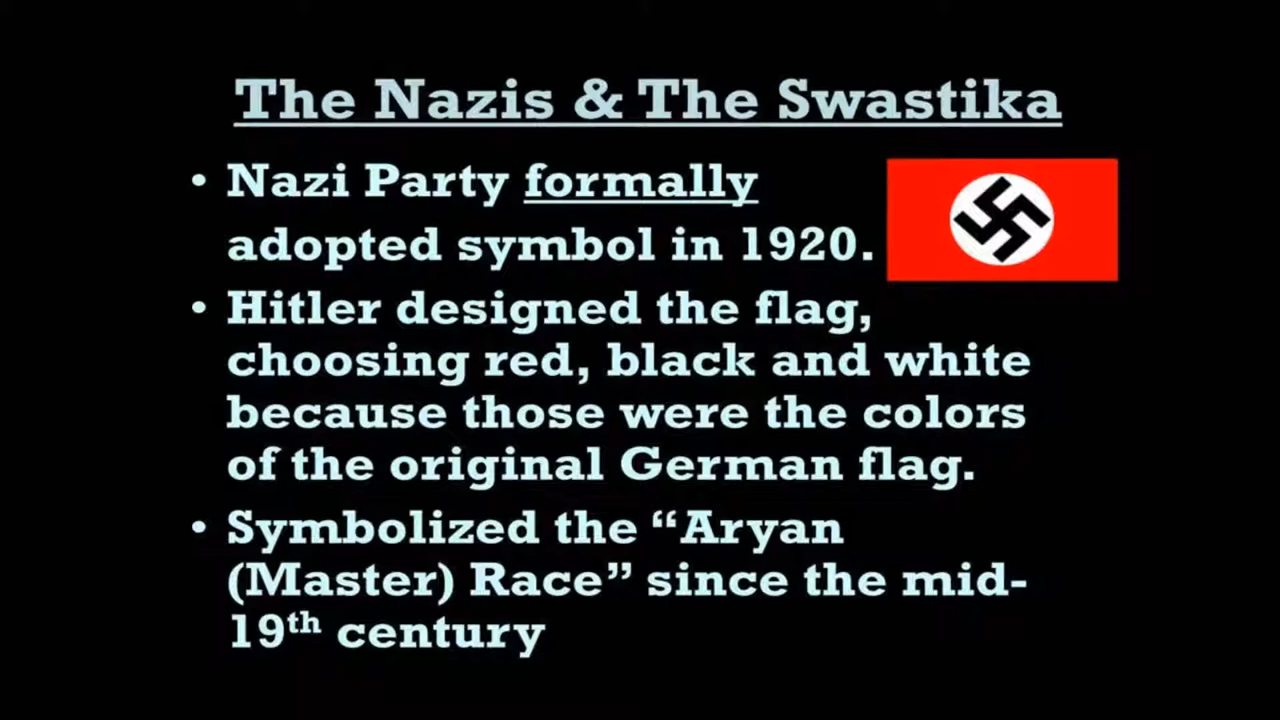 The Nazis & The Swastika
• Nazi Party formally
adopted symbol in 1920.
• Hitler designed the flag,
choosing red, black and white
because those were the colors
of the original German flag.
• Symbolized the “Aryan
(Master) Race” since the mid-
19th century